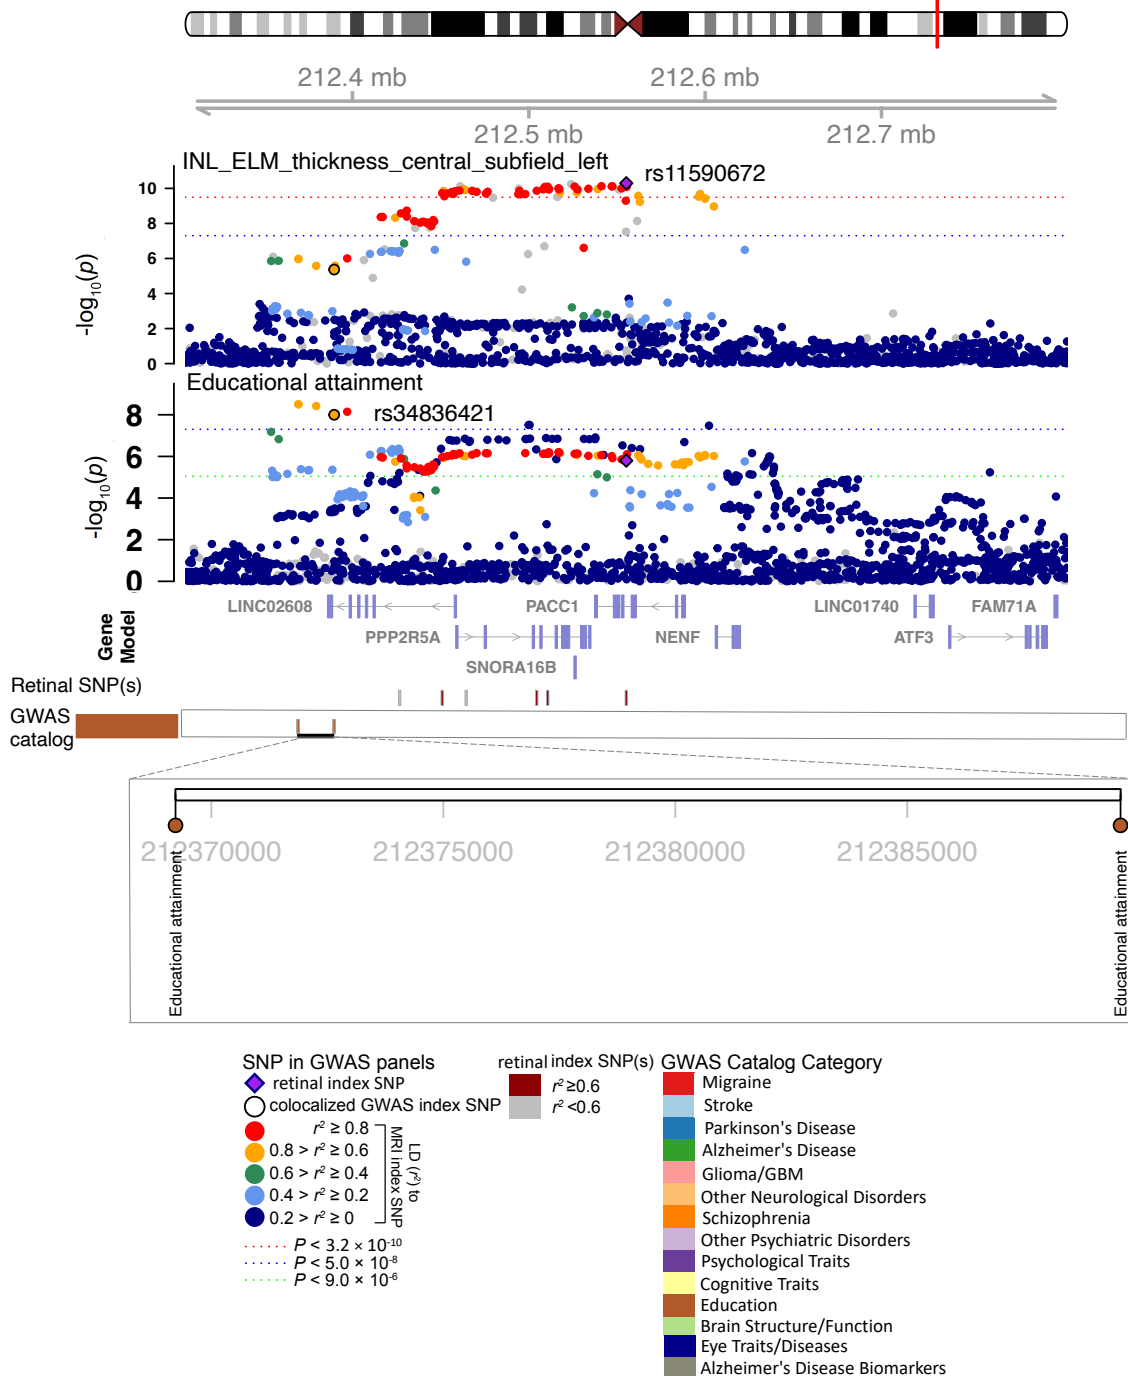 212.4 mb
212.6 mb
212.5 mb
212.7 mb
INL_ELM_thickness_central_subfield_left
rs11590672
10
8
6
4
2
0
-log10(p)
Educational attainment
rs34836421
8
6
4
2
0
-log10(p)
Gene Model
LINC02608
PACC1
LINC01740
FAM71A
PPP2R5A
NENF
ATF3
SNORA16B
Retinal SNP(s)
GWAS
catalog
212370000
212375000
212380000
212385000
Educational attainment
Educational attainment
SNP in GWAS panels
retinal index SNP
colocalized GWAS index SNP
r² ≥ 0.8
0.8 > r² ≥ 0.6
0.6 > r² ≥ 0.4
0.4 > r² ≥ 0.2
0.2 > r² ≥ 0
LD (r²) to
MRI index SNP
P < 3.2 × 10⁻¹⁰
P < 5.0 × 10⁻⁸
P < 9.0 × 10⁻⁶
retinal index SNP(s)
r² ≥0.6
r² <0.6
GWAS Catalog Category
Migraine
Stroke
Parkinson's Disease
Alzheimer's Disease
Glioma/GBM
Other Neurological Disorders
Schizophrenia
Other Psychiatric Disorders
Psychological Traits
Cognitive Traits
Education
Brain Structure/Function
Eye Traits/Diseases
Alzheimer's Disease Biomarkers